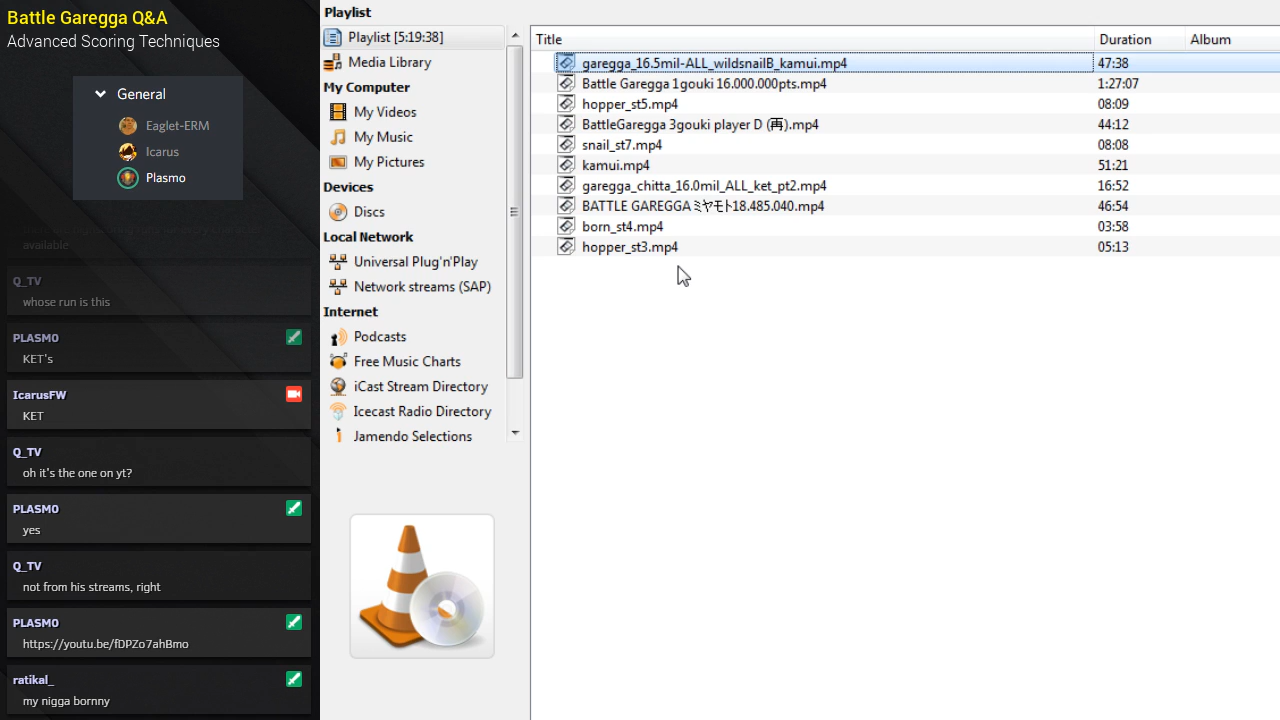 Battle Garegga Q&A
Advanced Scoring Techniques
General
Eaglet-ERM
Icarus
Plasmo
available
Q_TV
whose run is this
PLASMO
KET's
IcarusFW
KET
Q_TV
oh it's the one on yt?
PLASMO
yes
Q_TV
not from his streams, right
PLASMO
https://youtu.be/fDPZo7ahBmo
ratikal_
my nigga bornny
Playlist
Playlist [5:19:38]
Media Library
My Computer
My Videos
My Music
My Pictures
Devices
Discs
Local Network
Universal Plug'n'Play
Network streams (SAP)
Internet
Podcasts
Free Music Charts
iCast Stream Directory
Icecast Radio Directory
Jamendo Selections
Title Duration Album
garegga_16.5mil-ALL_wildsnailB_kamui.mp4 47:38
Battle Garegga 1gouki 16.000.000pts.mp4 1:27:07
hopper_st5.mp4 08:09
BattleGaregga 3gouki player D (再).mp4 44:12
snail_st7.mp4 08:08
kamui.mp4 51:21
garegga_chitta_16.0mil_ALL_ket_pt2.mp4 16:52
BATTLE GAREGGA ミヤモト18.485.040.mp4 46:54
born_st4.mp4 03:58
hopper_st3.mp4 05:13